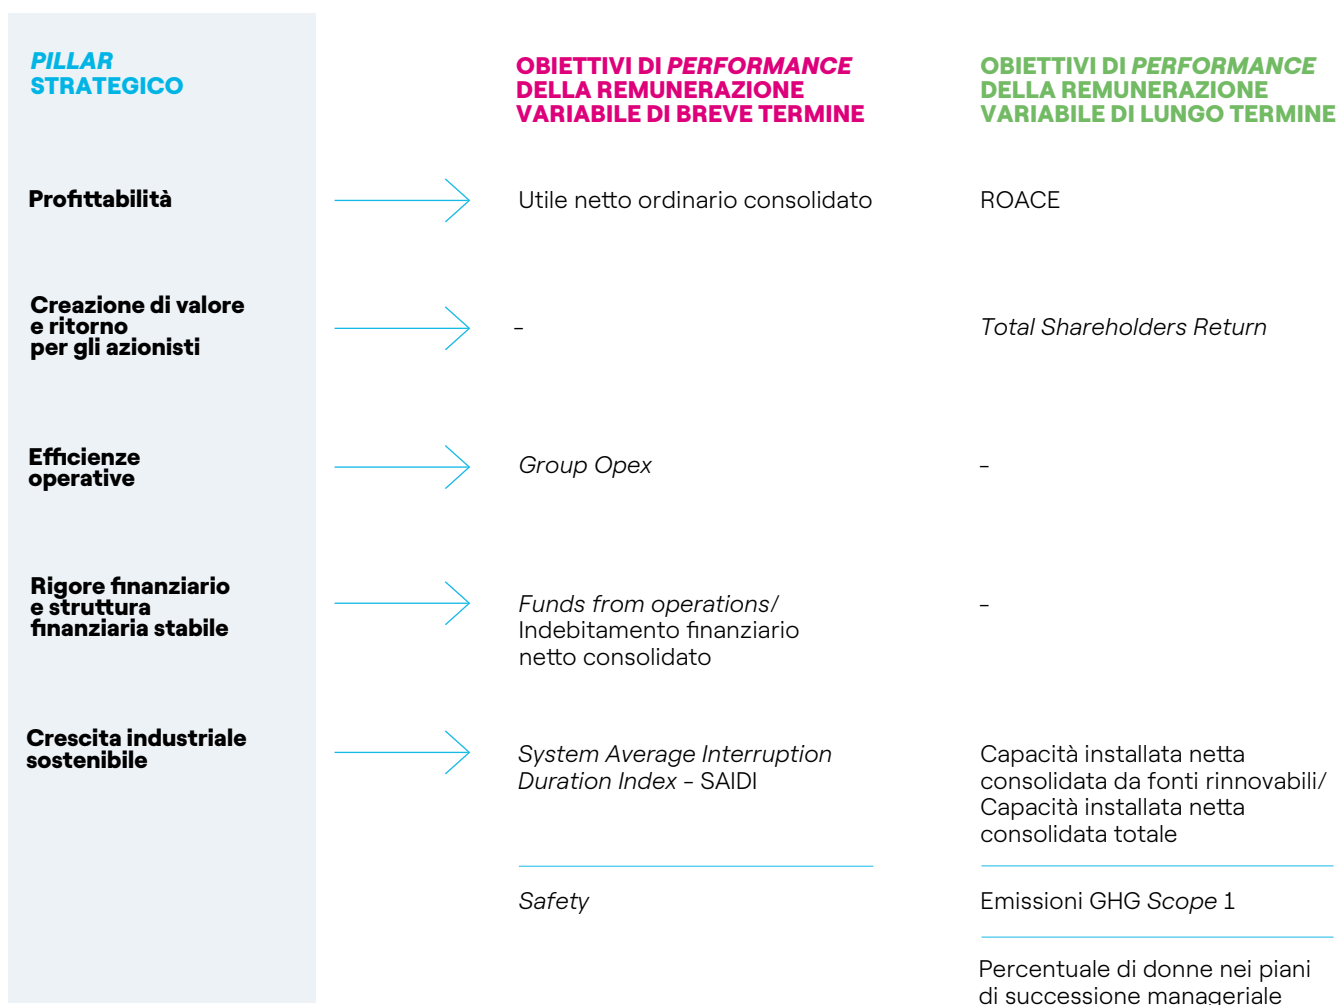 PILLAR
STRATEGICO
OBIETTIVI DI PERFORMANCE
DELLA REMUNERAZIONE
VARIABILE DI BREVE TERMINE
OBIETTIVI DI PERFORMANCE
DELLA REMUNERAZIONE
VARIABILE DI LUNGO TERMINE
Profittabilità
Utile netto ordinario consolidato
ROACE
Creazione di valore
e ritorno
per gli azionisti
-
Total Shareholders Return
Efficienze
operative
Group Opex
-
Rigore finanziario
e struttura
finanziaria stabile
Funds from operations/
Indebitamento finanziario
netto consolidato
-
Crescita industriale
sostenibile
System Average Interruption
Duration Index - SAIDI
Capacità installata netta
consolidata da fonti rinnovabili/
Capacità installata netta
consolidata totale
Safety
Emissioni GHG Scope 1
Percentuale di donne nei piani
di successione manageriale